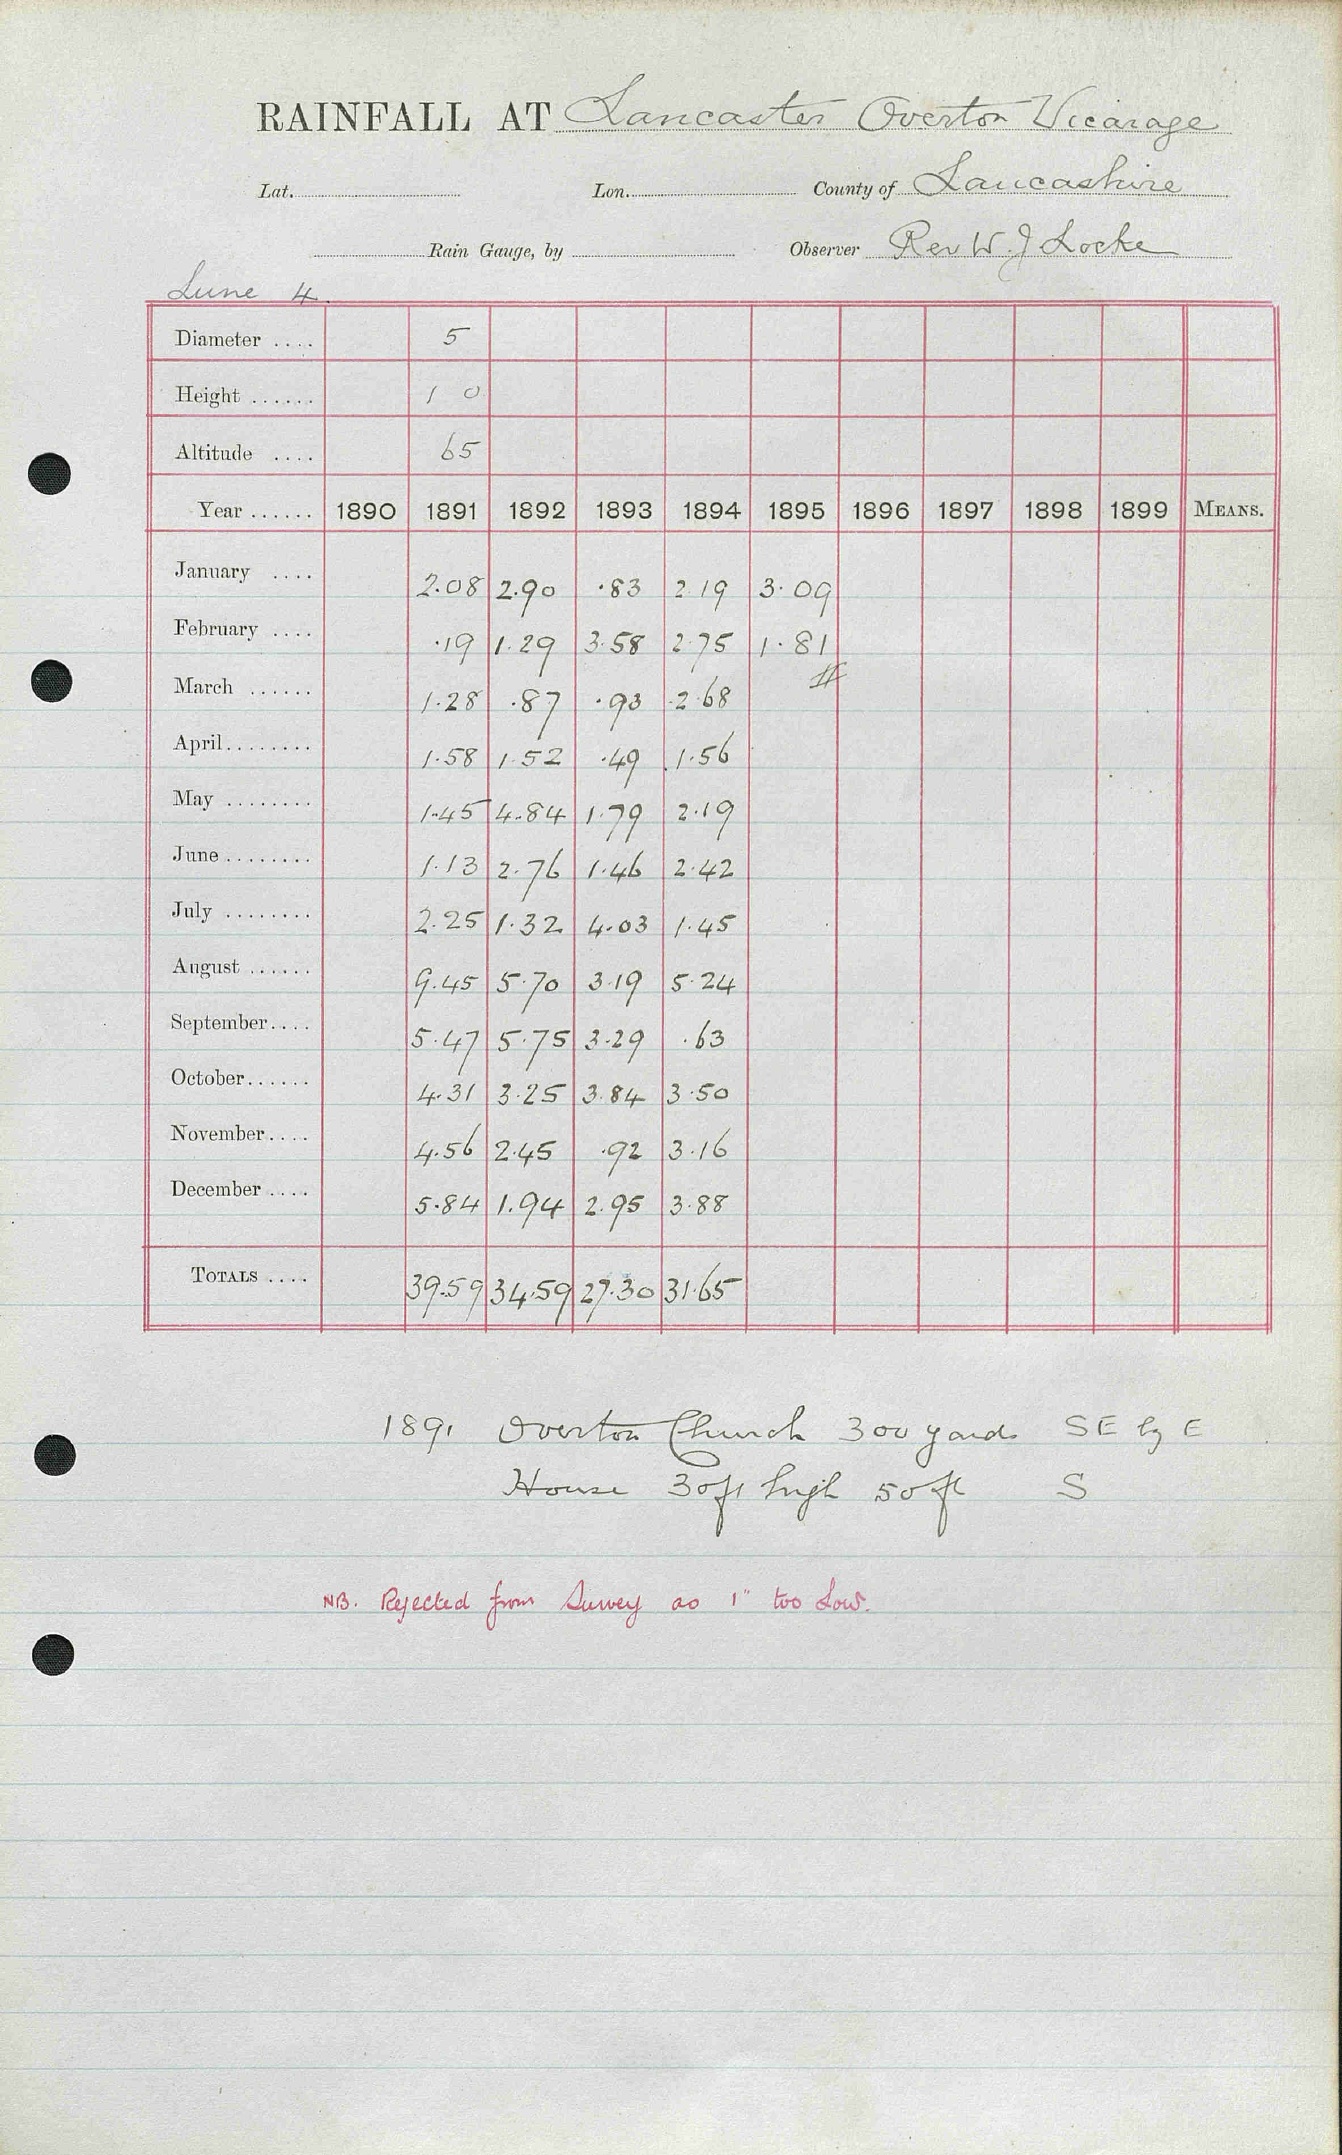 RAINFALL AT Lancaster Overton Vicarage
Lat. Lon. County of Lancashire
Rain Gauge, by Observer Rev W. J Locke
Lune 4.
Diameter .... 5
Height ...... 1 0
Altitude .... 65
Year ...... 1890 1891 1892 1893 1894 1895 1896 1897 1898 1899 MEANS.
January .... 2.08 2.90 .83 2.19 3.09
February .... .19 1.29 3.58 2.75 1.81
March ...... 1.28 .87 .93 2.68
April ........ 1.58 1.52 .49 1.56
May ........ 1.45 4.84 1.79 2.19
June ........ 1.13 2.76 1.46 2.42
July ........ 2.25 1.32 4.03 1.45
August ...... 9.45 5.70 3.19 5.24
September .... 5.47 5.75 3.29 .63
October ...... 4.31 3.25 3.84 3.50
November .... 4.56 2.45 .92 3.16
December .... 5.84 1.94 2.95 3.88
TOTALS .... 39.59 34.59 27.30 31.65
1891 Overton Church 300 yards SE by E
House 30ft high 50ft S
NB. Rejected from Survey as 1" too Low.